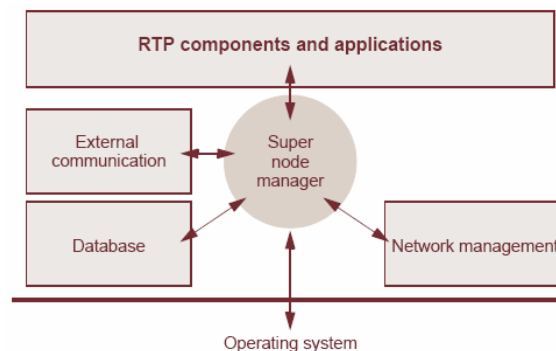 RTP components and applications
External
communication
Super
node
manager
Database
Network management
Operating system